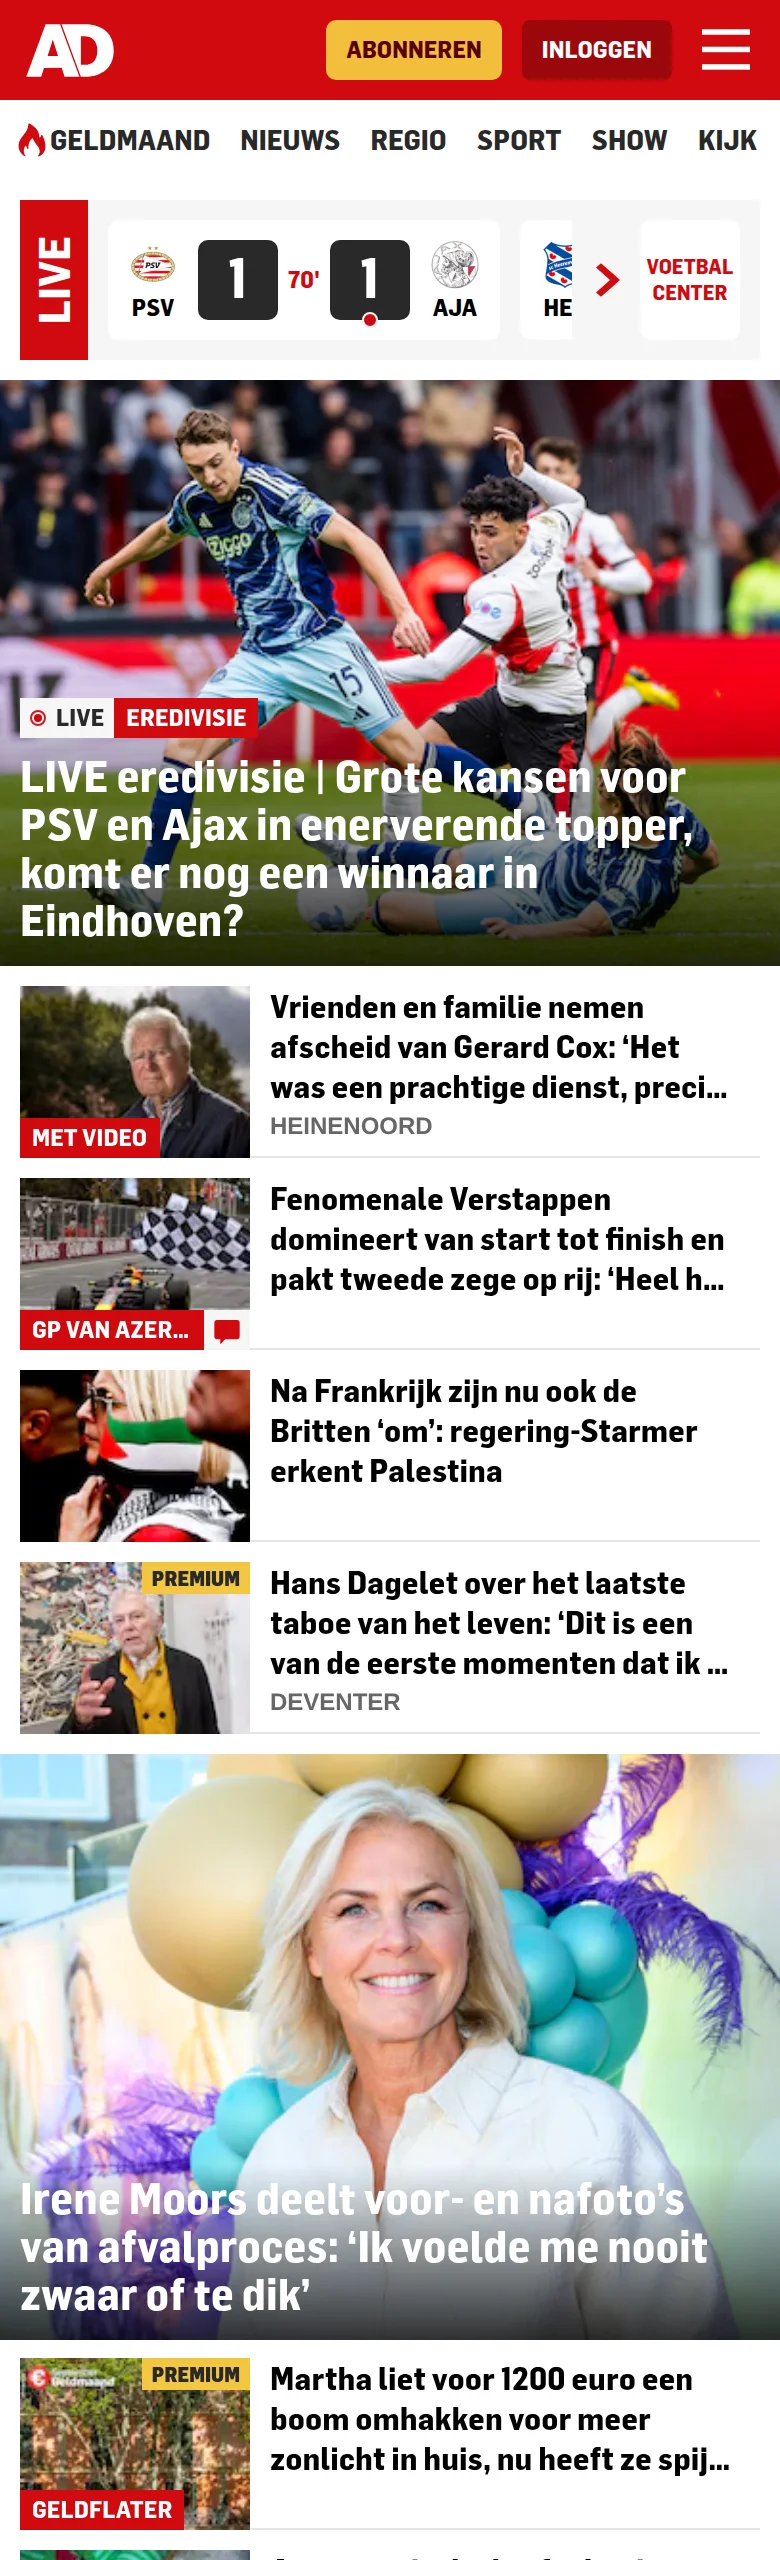 AD
ABONNEREN
INLOGGEN
GELDMAAND NIEUWS REGIO SPORT SHOW KIJK
LIVE
PSV
PSV
1
70'
1
AJA
HE
VOETBAL
CENTER
Ziggo
15
LIVE EREDIVISIE
LIVE eredivisie | Grote kansen voor
PSV en Ajax in enerverende topper,
komt er nog een winnaar in
Eindhoven?
MET VIDEO
Vrienden en familie nemen
afscheid van Gerard Cox: ‘Het
was een prachtige dienst, preci...
HEINENOORD
GP VAN AZER...
Fenomenale Verstappen
domineert van start tot finish en
pakt tweede zege op rij: ‘Heel h...
Na Frankrijk zijn nu ook de
Britten ‘om’: regering-Starmer
erkent Palestina
PREMIUM
Hans Dagelet over het laatste
taboe van het leven: ‘Dit is een
van de eerste momenten dat ik ...
DEVENTER
Irene Moors deelt voor- en nafoto’s
van afvalproces: ‘Ik voelde me nooit
zwaar of te dik’
PREMIUM
GELDFLATER
Martha liet voor 1200 euro een
boom omhakken voor meer
zonlicht in huis, nu heeft ze spij...